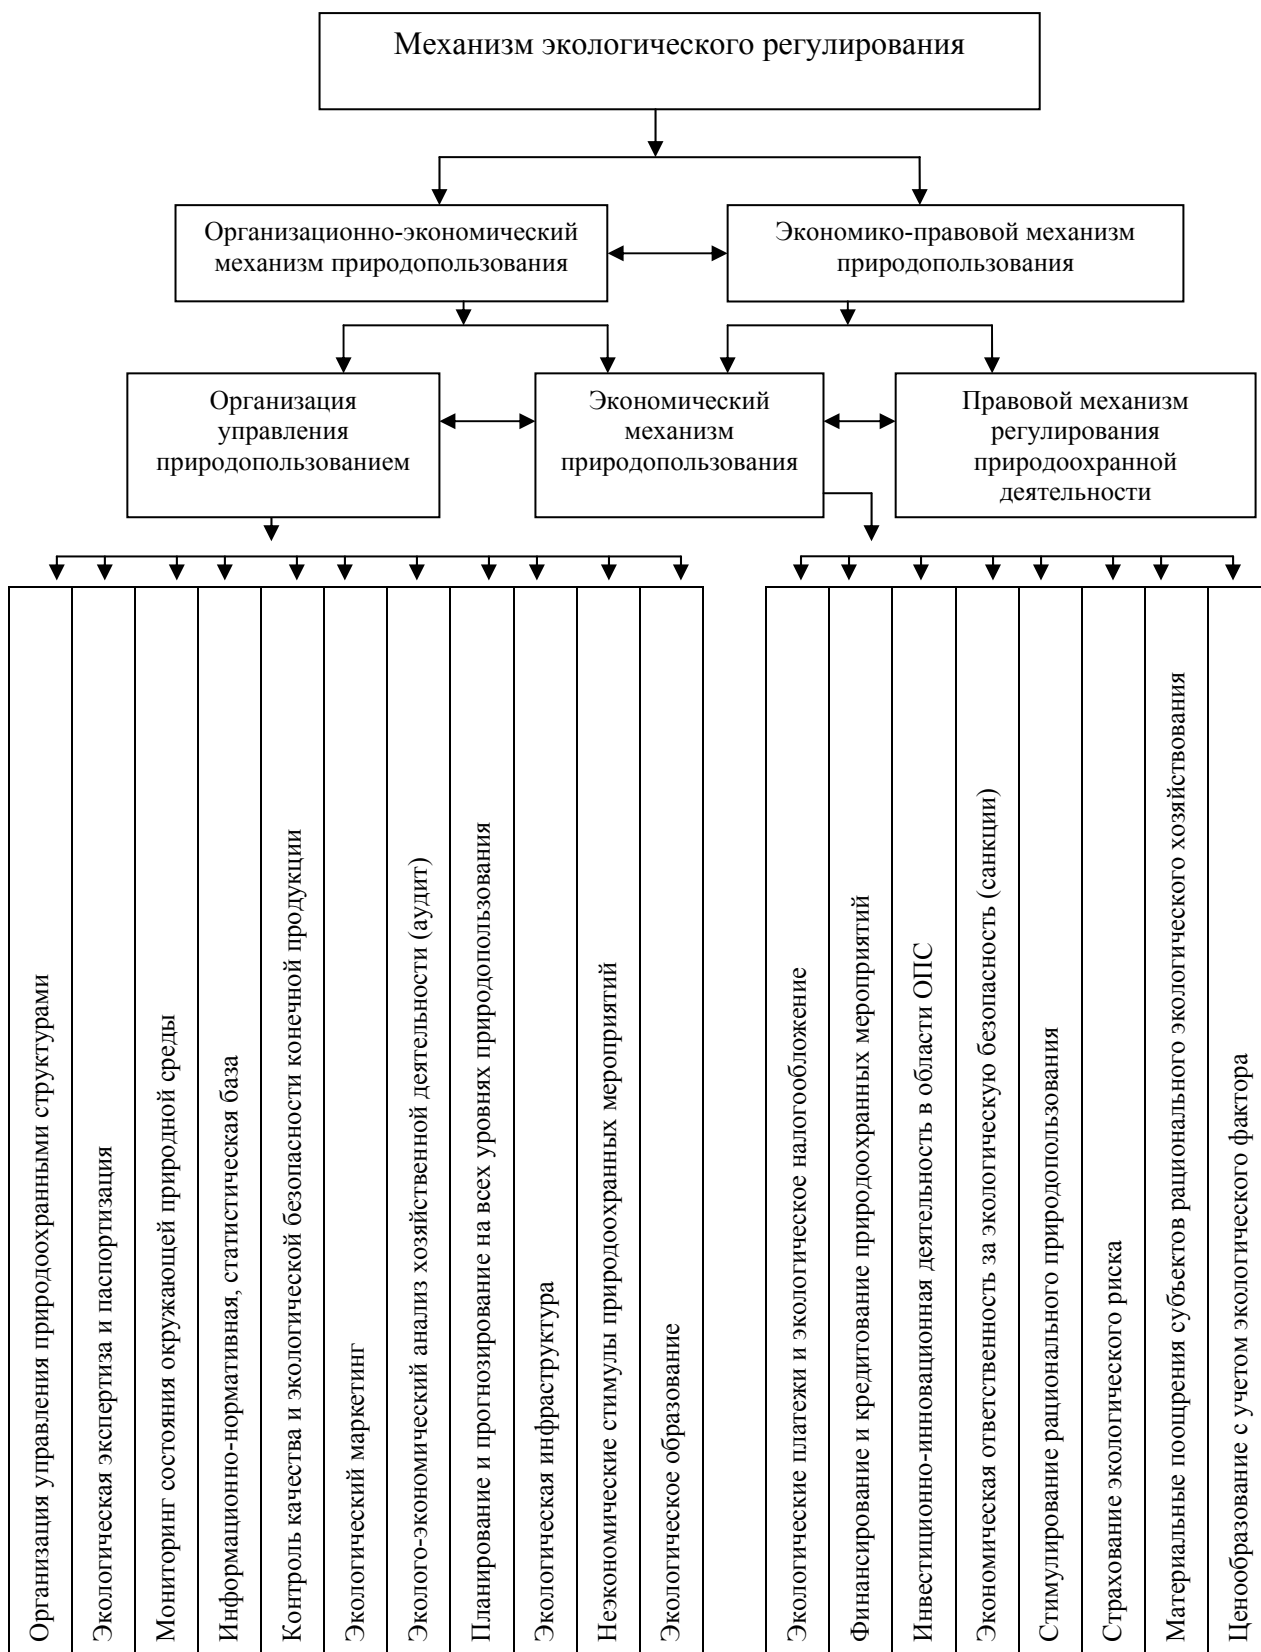 Механизм экологического регулирования
Организационно-экономический
механизм природопользования
Экономико-правовой механизм
природопользования
Организация
управления
природопользованием
Экономический
механизм
природопользования
Правовой механизм
регулирования
природоохранной
деятельности
Организация управления природоохранными структурами
Экологическая экспертиза и паспортизация
Мониторинг состояния окружающей природной среды
Информационно-нормативная, статистическая база
Контроль качества и экологической безопасности конечной продукции
Экологический маркетинг
Эколого-экономический анализ хозяйственной деятельности (аудит)
Планирование и прогнозирование на всех уровнях природопользования
Экологическая инфраструктура
Неэкономические стимулы природоохранных мероприятий
Экологическое образование
Экологические платежи и экологическое налогообложение
Финансирование и кредитование природоохранных мероприятий
Инвестиционно-инновационная деятельность в области ОПС
Экономическая ответственность за экологическую безопасность (санкции)
Стимулирование рационального природопользования
Страхование экологического риска
Материальные поощрения субъектов рационального экологического хозяйствования
Ценообразование с учетом экологического фактора